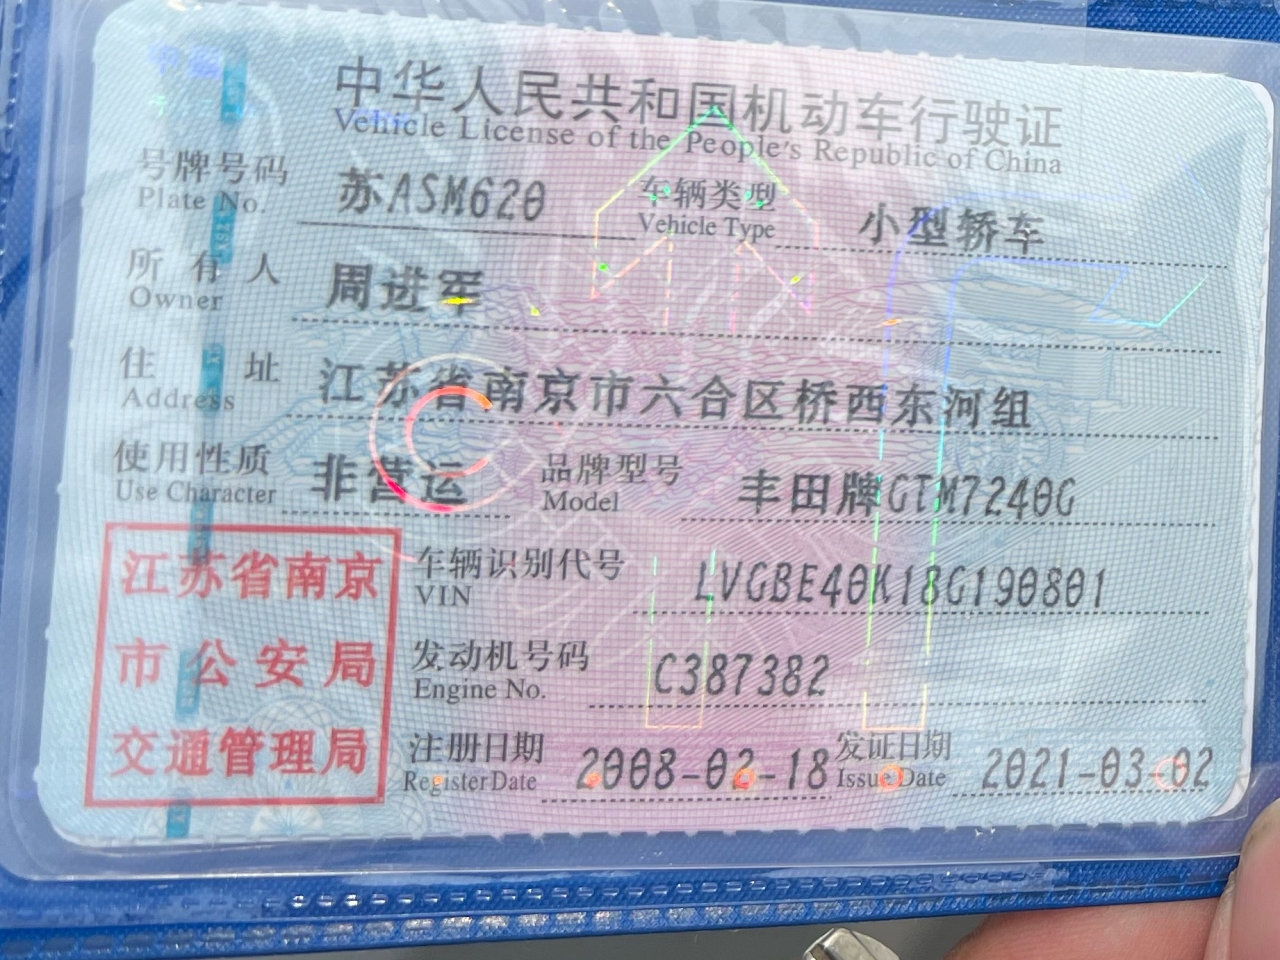 中华人民共和国机动车行驶证
Vehicle License of the People's Republic of China
号牌号码 苏ASM620 车辆类型 小型轿车
Plate No. Vehicle Type
所有人 周进军
Owner
住址 江苏省南京市六合区桥西东河组
Address
使用性质 非营运 品牌型号 丰田牌GTM7240G
Use Character Model
江苏省南京
市公安局
交通管理局
车辆识别代号 LVGBE40K18G190801
VIN
发动机号码 C387382
Engine No.
注册日期 2008-02-18 发证日期 2021-03-02
Register Date Issue Date